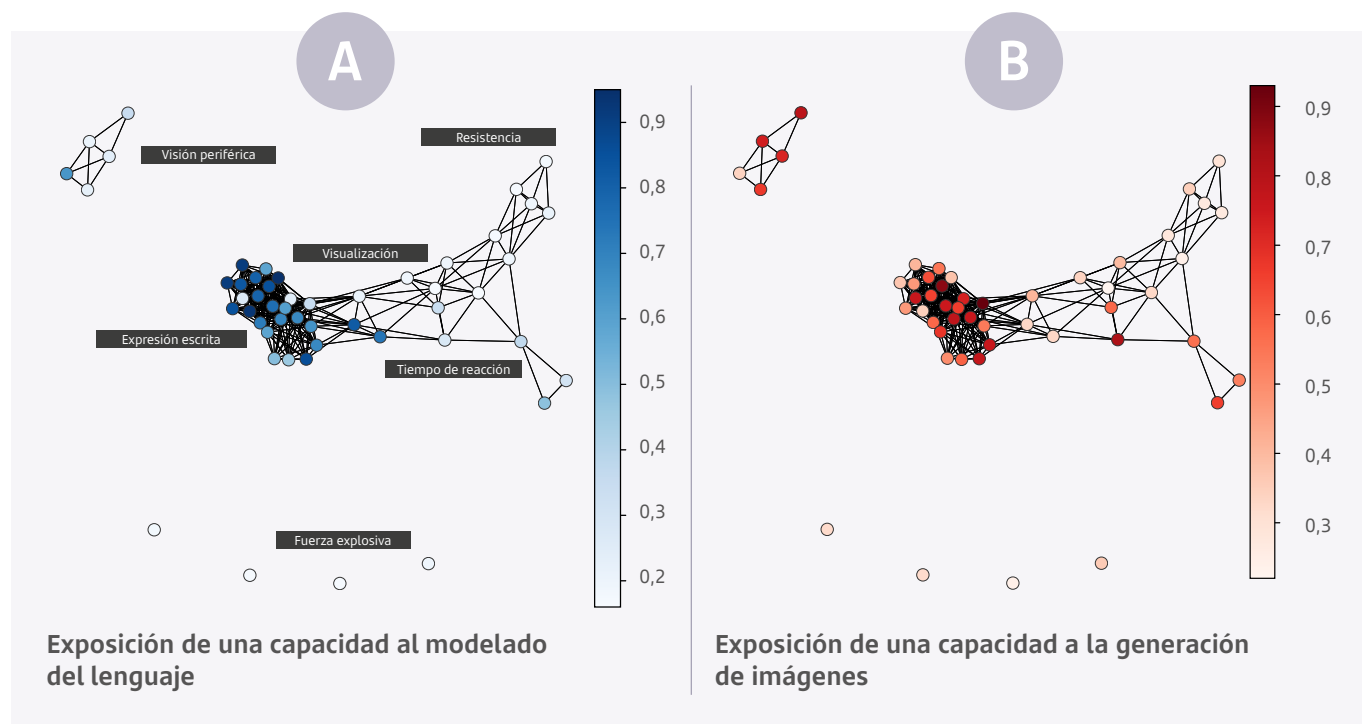 A
B
Visión periférica
Resistencia
Visualización
Expresión escrita
Tiempo de reacción
Fuerza explosiva
0,9
0,8
0,7
0,6
0,5
0,4
0,3
0,2
0,9
0,8
0,7
0,6
0,5
0,4
0,3
Exposición de una capacidad al modelado
del lenguaje
Exposición de una capacidad a la generación
de imágenes